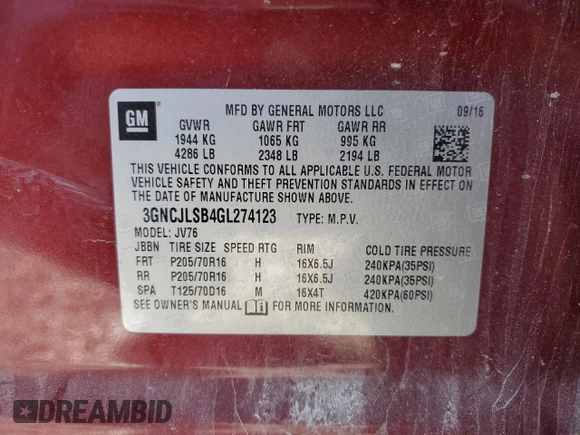 GM
MFD BY GENERAL MOTORS LLC 09/16
GVWR GAWR FRT GAWR RR
1944 KG 1065 KG 995 KG
4286 LB 2348 LB 2194 LB
THIS VEHICLE CONFORMS TO ALL APPLICABLE U.S. FEDERAL MOTOR
VEHICLE SAFETY AND THEFT PREVENTION STANDARDS IN EFFECT ON
THE DATE OF MANUFACTURE SHOWN ABOVE.
3GNCJLSB4GL274123 TYPE: M.P.V.
MODEL: JV76
JBBN TIRE SIZE SPEED RTG RIM COLD TIRE PRESSURE
FRT P205/70R16 H 16X6.5J 240KPA(35PSI)
RR P205/70R16 H 16X6.5J 240KPA(35PSI)
SPA T125/70D16 M 16X4T 420KPA(60PSI)
SEE OWNER'S MANUAL FOR MORE INFORMATION.
DREAMBID